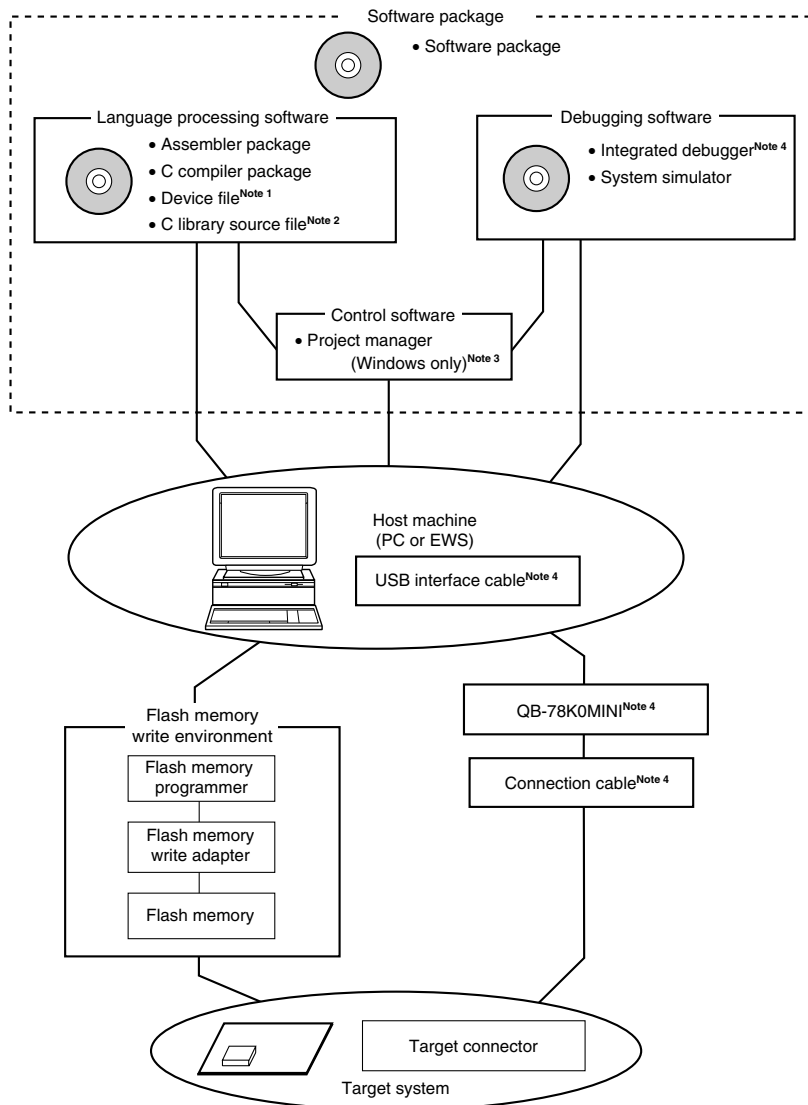 Software package
• Software package
Language processing software
• Assembler package
• C compiler package
• Device fileNote 1
• C library source fileNote 2
Debugging software
• Integrated debuggerNote 4
• System simulator
Control software
• Project manager
(Windows only)Note 3
Host machine
(PC or EWS)
USB interface cableNote 4
Flash memory
write environment
Flash memory
programmer
Flash memory
write adapter
Flash memory
QB-78K0MININote 4
Connection cableNote 4
Target connector
Target system